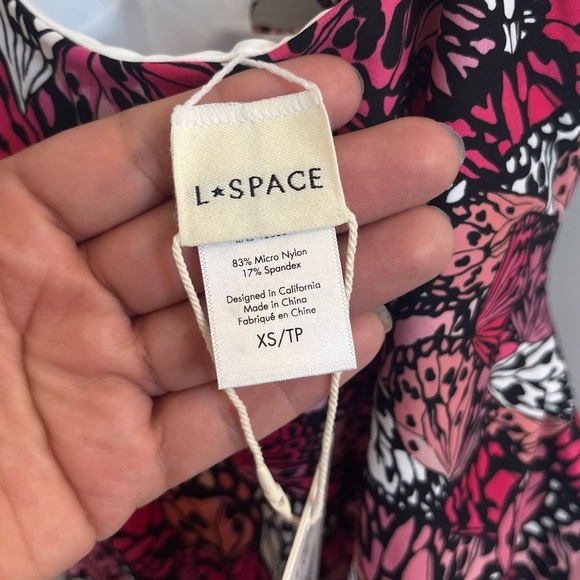 L★SPACE
83% Micro Nylon
17% Spandex
Designed in California
Made in China
Fabriqué en Chine
XS/TP